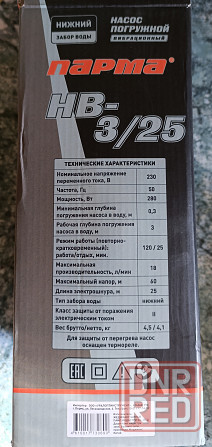 НИЖНИЙ
ЗАБОР ВОДЫ
НАСОС
ПОГРУЖНОЙ
ВИБРАЦИОННЫЙ
ПАРМА®
НВ-
3/25
ТЕХНИЧЕСКИЕ ХАРАКТЕРИСТИКИ
Номинальное напряжение
переменного тока, В 230
Частота, Гц 50
Мощность, Вт 280
Минимальная глубина
погружения насоса в воду, м 0,3
Рабочая глубина погружения
насоса в воду, м 3
Режим работы (повторно-
кратковременный):
работа/отдых, мин. 120 / 25
Максимальная
производительность, л/мин 18
Максимальный напор, м 60
Длина электрошнура, м 25
Тип забора воды нижний
Класс защиты от поражения
электрическим током II
Вес брутто/нетто, кг 4,5 / 4,1
Для защиты от перегрева насос
оснащен термореле.
EAC
UNR
RED